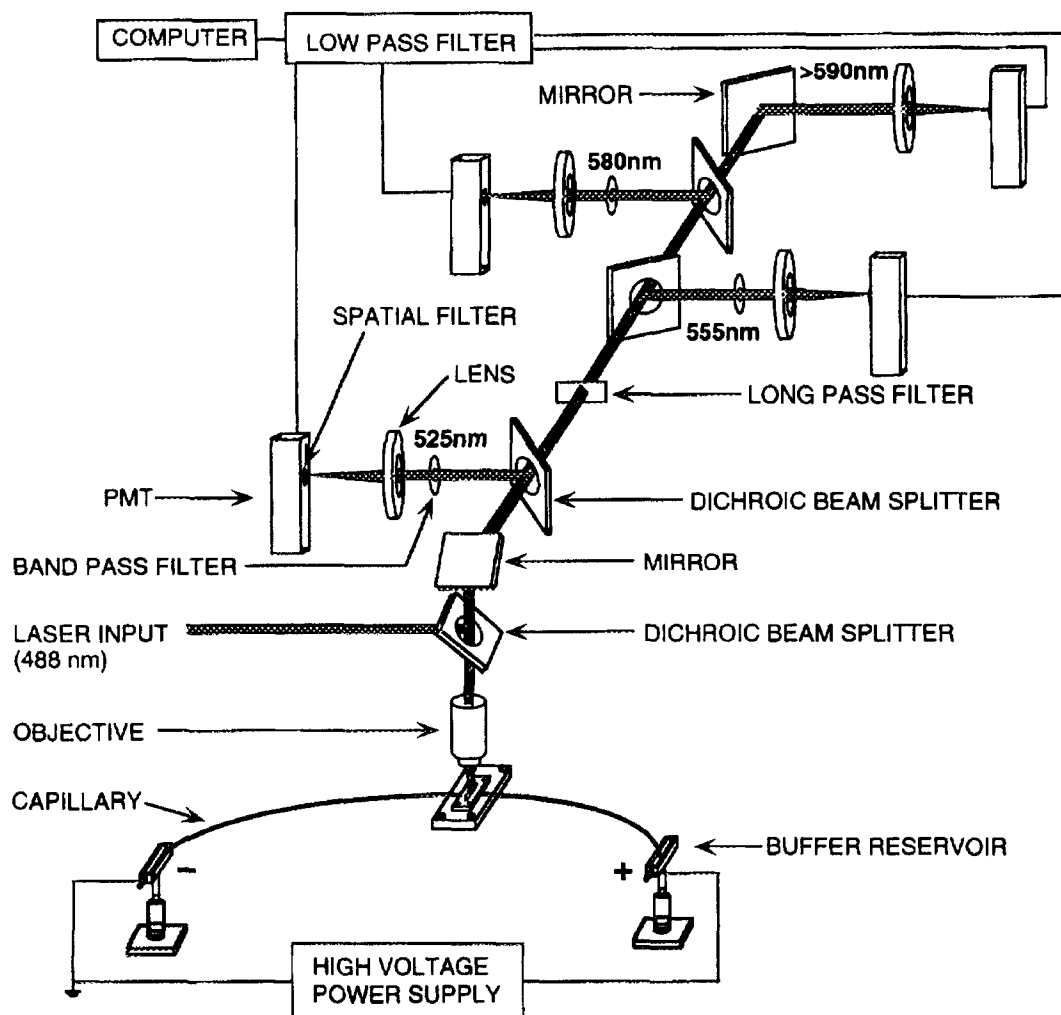 COMPUTER
LOW PASS FILTER
MIRROR
>590nm
580nm
SPATIAL FILTER
555nm
LENS
LONG PASS FILTER
525nm
PMT
DICHROIC BEAM SPLITTER
BAND PASS FILTER
MIRROR
LASER INPUT
(488 nm)
DICHROIC BEAM SPLITTER
OBJECTIVE
CAPILLARY
BUFFER RESERVOIR
− +
HIGH VOLTAGE
POWER SUPPLY